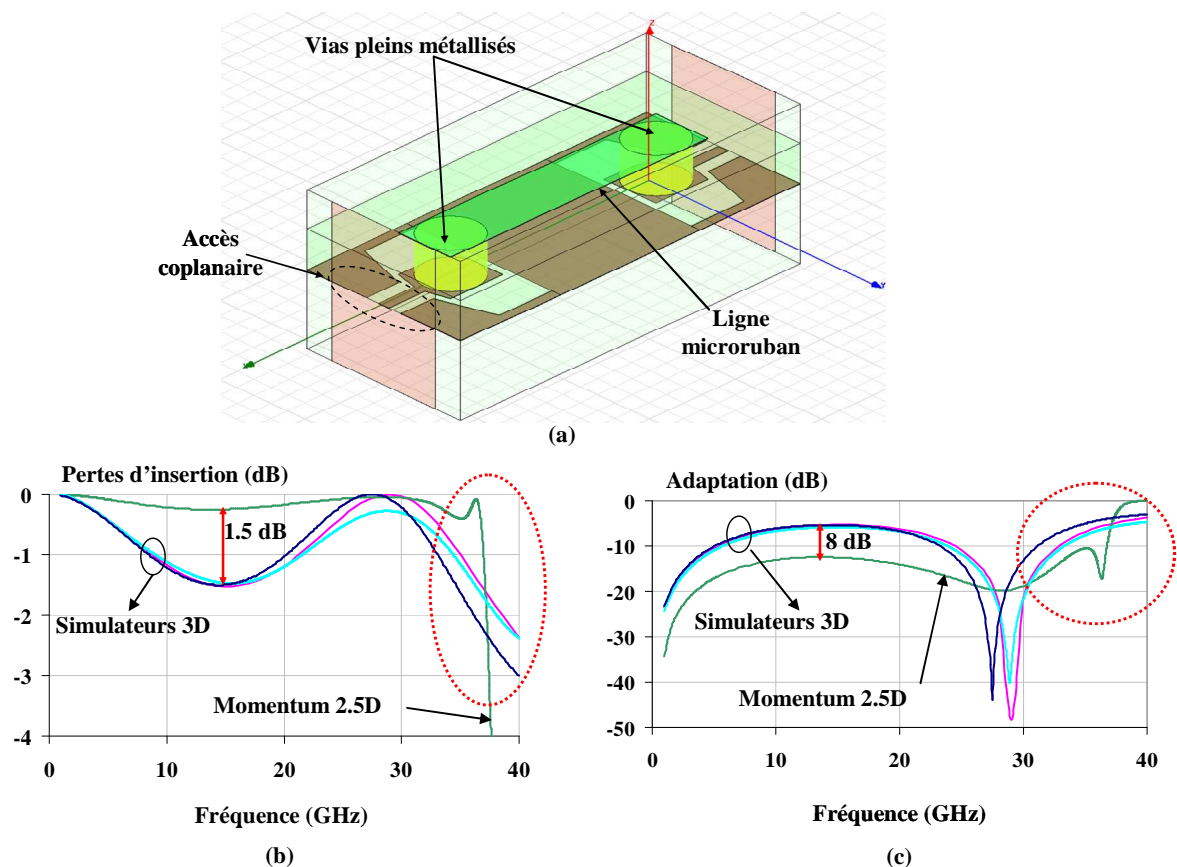 Vias pleins métallisés
Z
Accès
coplanaire
Ligne
microruban
X
Y
(a)
Pertes d'insertion (dB)
0
-1
-2
-3
-4
1.5 dB
Simulateurs 3D
Momentum 2.5D
0
10
20
30
40
Fréquence (GHz)
(b)
Adaptation (dB)
0
-10
-20
-30
-40
-50
8 dB
Simulateurs 3D
Momentum 2.5D
0
10
20
30
40
Fréquence (GHz)
(c)